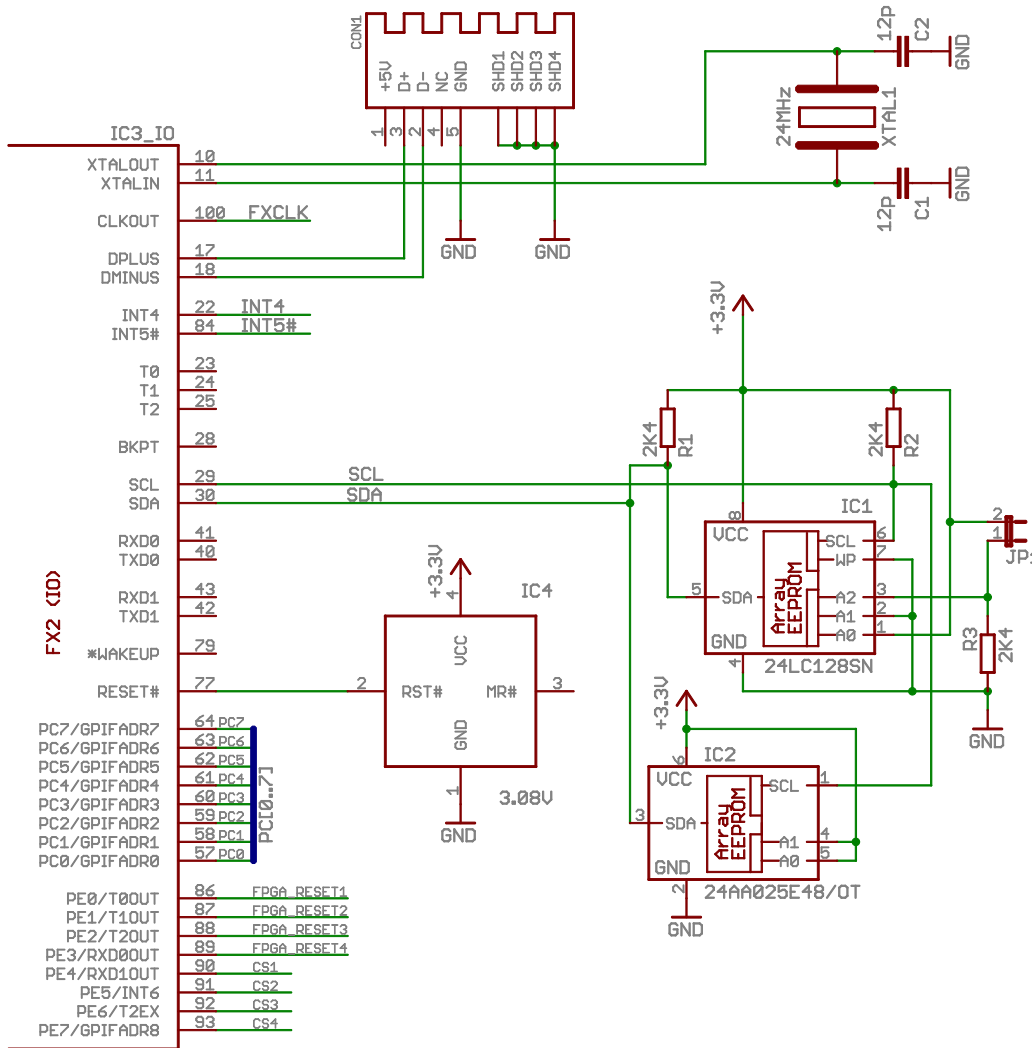 CON1
+5V
D+
D-
NC
GND
SHD1
SHD2
SHD3
SHD4
1
3
2
4
5
GND
GND
12p
C2
GND
24MHz
XTAL1
12p
C1
GND
IC3_IO
XTALOUT 10
XTALIN 11
CLKOUT 100 FXCLK
DPLUS 17
DMINUS 18
INT4 22 INT4
INT5# 84 INT5#
T0 23
T1 24
T2 25
BKPT 28
SCL 29 SCL
SDA 30 SDA
RXD0 41
TXD0 40
RXD1 43
TXD1 42
FX2 (IO)
*WAKEUP 79
RESET# 77
PC7/GPIFADR7 64 PC7
PC6/GPIFADR6 63 PC6
PC5/GPIFADR5 62 PC5
PC4/GPIFADR4 61 PC4
PC3/GPIFADR3 60 PC3
PC2/GPIFADR2 59 PC2
PC1/GPIFADR1 58 PC1
PC0/GPIFADR0 57 PC0
PC[0..7]
PE0/T0OUT 86 FPGA_RESET1
PE1/T1OUT 87 FPGA_RESET2
PE2/T2OUT 88 FPGA_RESET3
PE3/RXD0OUT 89 FPGA_RESET4
PE4/RXD1OUT 90 CS1
PE5/INT6 91 CS2
PE6/T2EX 92 CS3
PE7/GPIFADR8 93 CS4
+3.3V
4
IC4
VCC
2 RST# MR# 3
GND
1
3.08V
GND
+3.3V
2K4
R1
2K4
R2
IC1
8
VCC
SCL 6
WP 7
5 SDA
Array
EEPROM
A2 3
A1 2
A0 1
GND
4
24LC128SN
2
1
JP1
R3
2K4
GND
+3.3V
IC2
6
VCC
SCL 1
3 SDA
Array
EEPROM
A1 4
A0 5
GND
2
24AA025E48/OT
GND